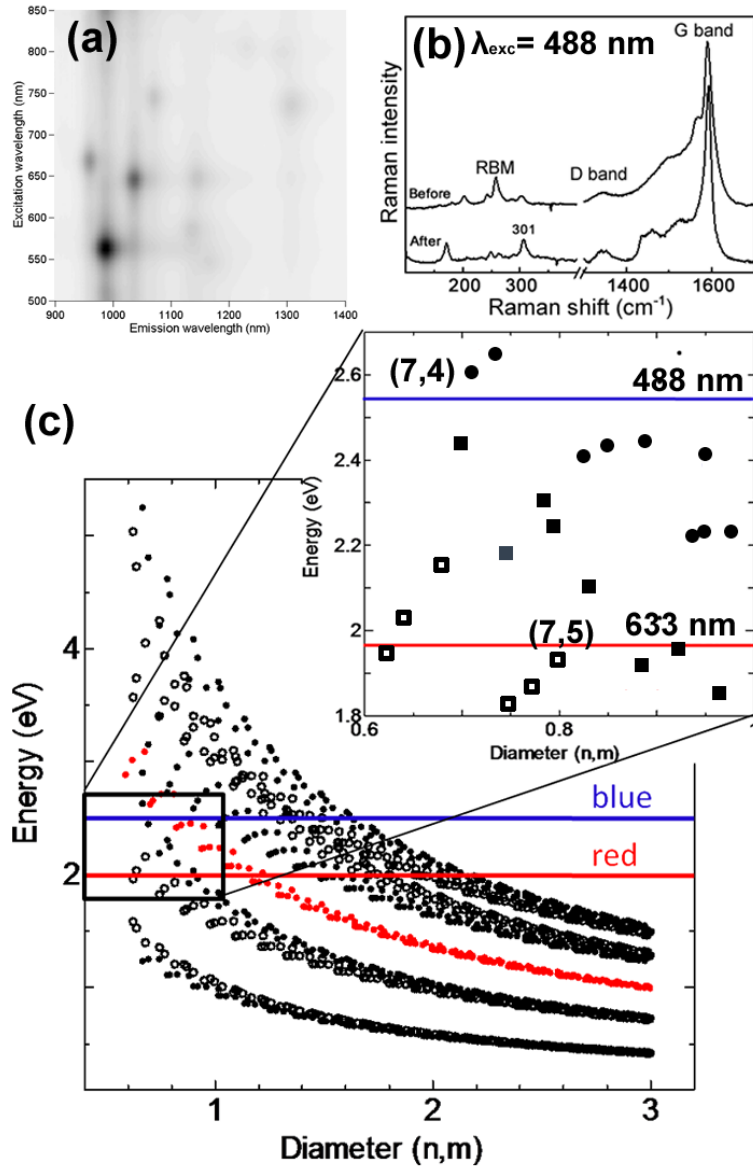 (a)
850
800
750
700
650
600
550
500
Excitation wavelength (nm)
900 1000 1100 1200 1300 1400
Emission wavelength (nm)
(b) λexc= 488 nm
G band
RBM
D band
Before
After
301
Raman intensity
200 300 1400 1600
Raman shift (cm-1)
(c)
(7,4)
488 nm
(7,5)
633 nm
2.6
2.4
2.2
2
1.8
Energy (eV)
0.6 0.8
Diameter (n,m)
blue
red
4
2
Energy (eV)
1 2 3
Diameter (n,m)